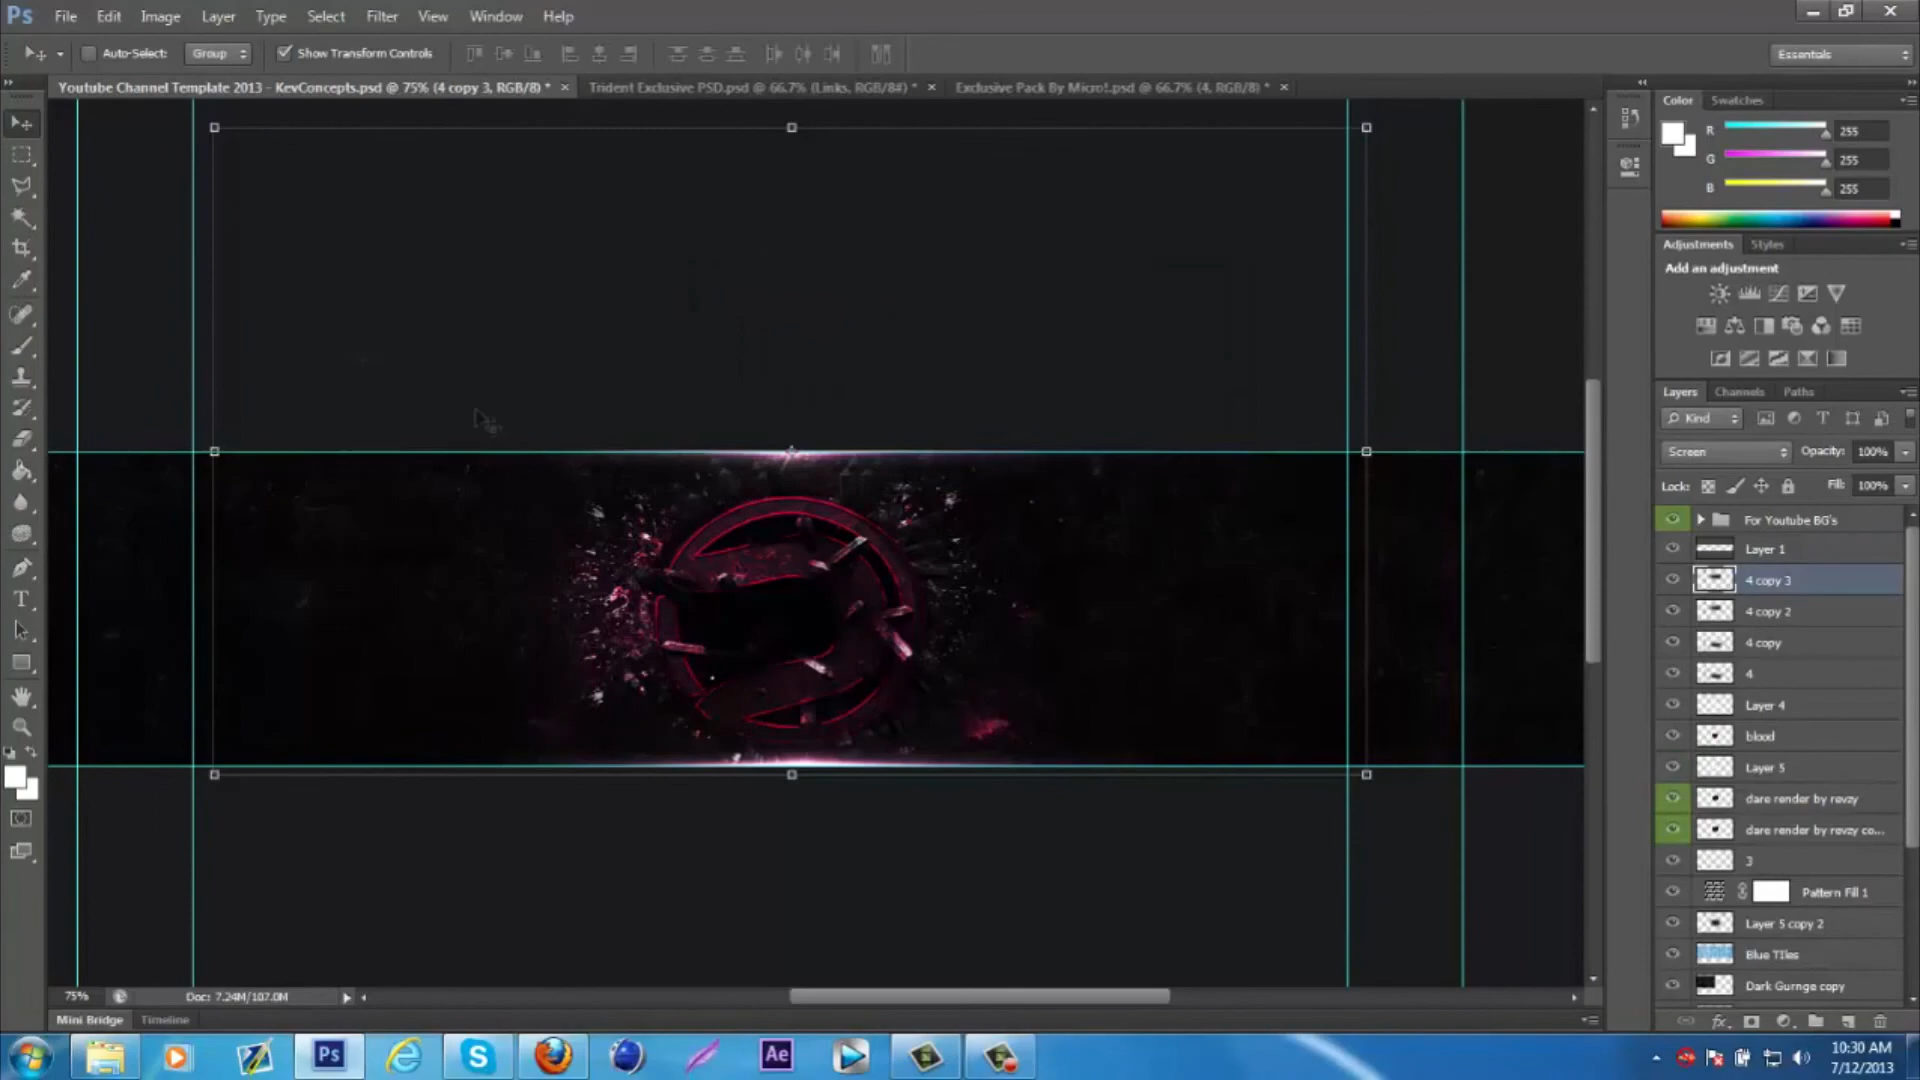 Ps File Edit Image Layer Type Select Filter View Window Help
Auto-Select: Group Show Transform Controls Essentials
Youtube Channel Template 2013 - KevConcepts.psd @ 75% (4 copy 3, RGB/8) * × Trident Exclusive PSD.psd @ 66.7% (Links, RGB/8#) * × Exclusive Pack By Micro!.psd @ 66.7% (4, RGB/8) * ×
Color Swatches
R 255
G 255
B 255
Adjustments Styles
Add an adjustment
Layers Channels Paths
Kind
Screen Opacity: 100%
Lock: Fill: 100%
For Youtube BG's
Layer 1
4 copy 3
4 copy 2
4 copy
4
Layer 4
blood
Layer 5
dare render by revzy
dare render by revzy co...
3
Pattern Fill 1
Layer 5 copy 2
Blue TIles
Dark Gurnge copy
75% Doc: 7.24M/107.0M
Mini Bridge Timeline
Ps Ae
10:30 AM
7/12/2013